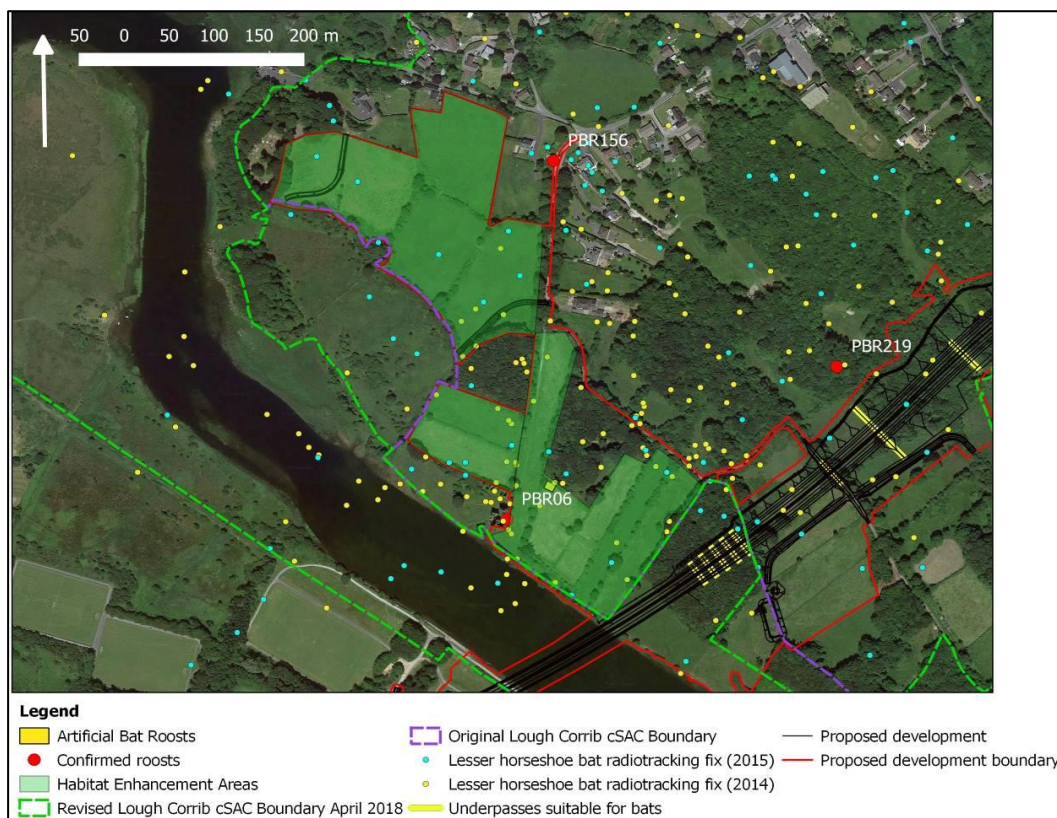 50 0 50 100 150 200 m
PBR156
PBR219
PBR06
Legend
Artificial Bat Roosts
Confirmed roosts
Habitat Enhancement Areas
Revised Lough Corrib cSAC Boundary April 2018
Original Lough Corrib cSAC Boundary
Lesser horseshoe bat radiotracking fix (2015)
Lesser horseshoe bat radiotracking fix (2014)
Underpasses suitable for bats
Proposed development
Proposed development boundary